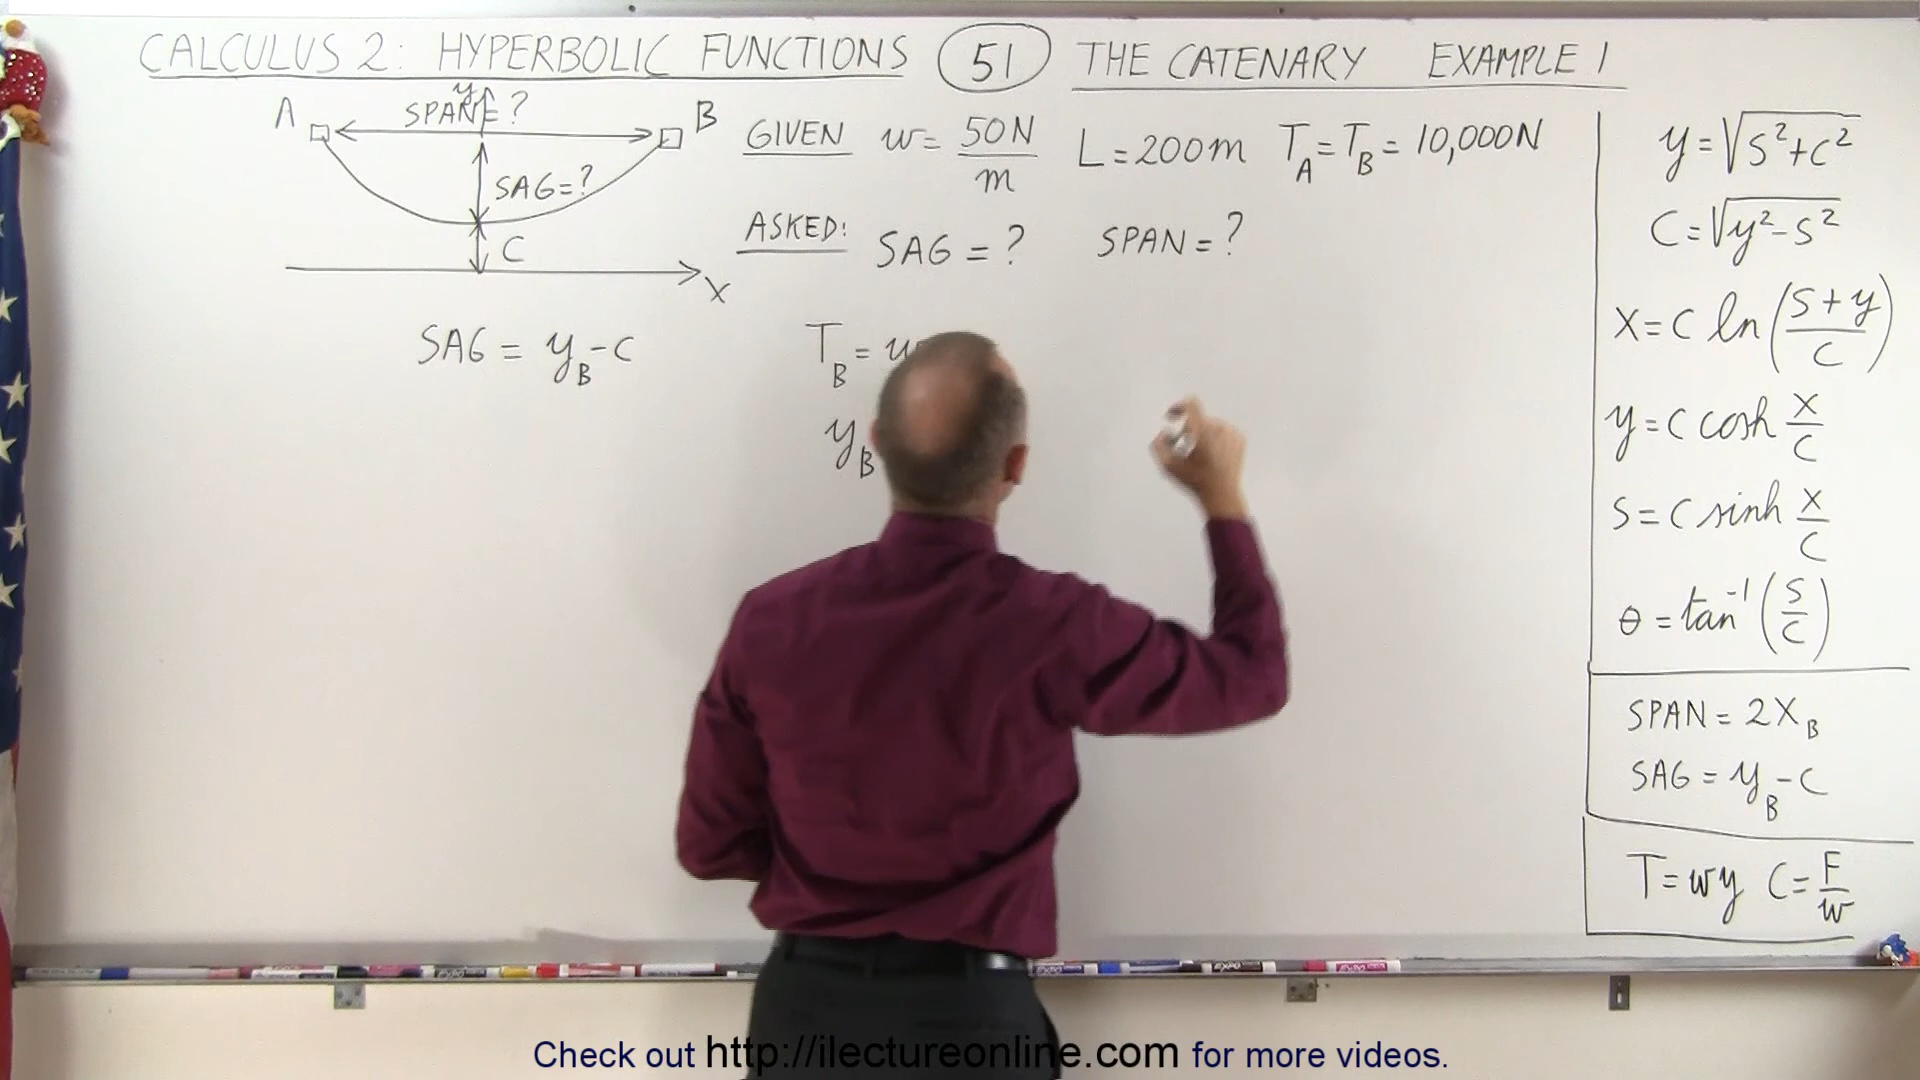 CALCULUS 2: HYPERBOLIC FUNCTIONS 51 THE CATENARY EXAMPLE 1
y
A SPAN=? B
SAG=?
C
X
GIVEN w = 50N/m L = 200m T_A = T_B = 10,000N
ASKED: SAG = ? SPAN = ?
SAG = y_B - C
T_B = w
y_B
y = √(S²+C²)
C = √(y²-S²)
X = C ln((S+y)/C)
y = C cosh X/C
S = C sinh X/C
θ = tan⁻¹(S/C)
SPAN = 2X_B
SAG = y_B - C
T = wy C = F/w
Check out http://ilectureonline.com for more videos.